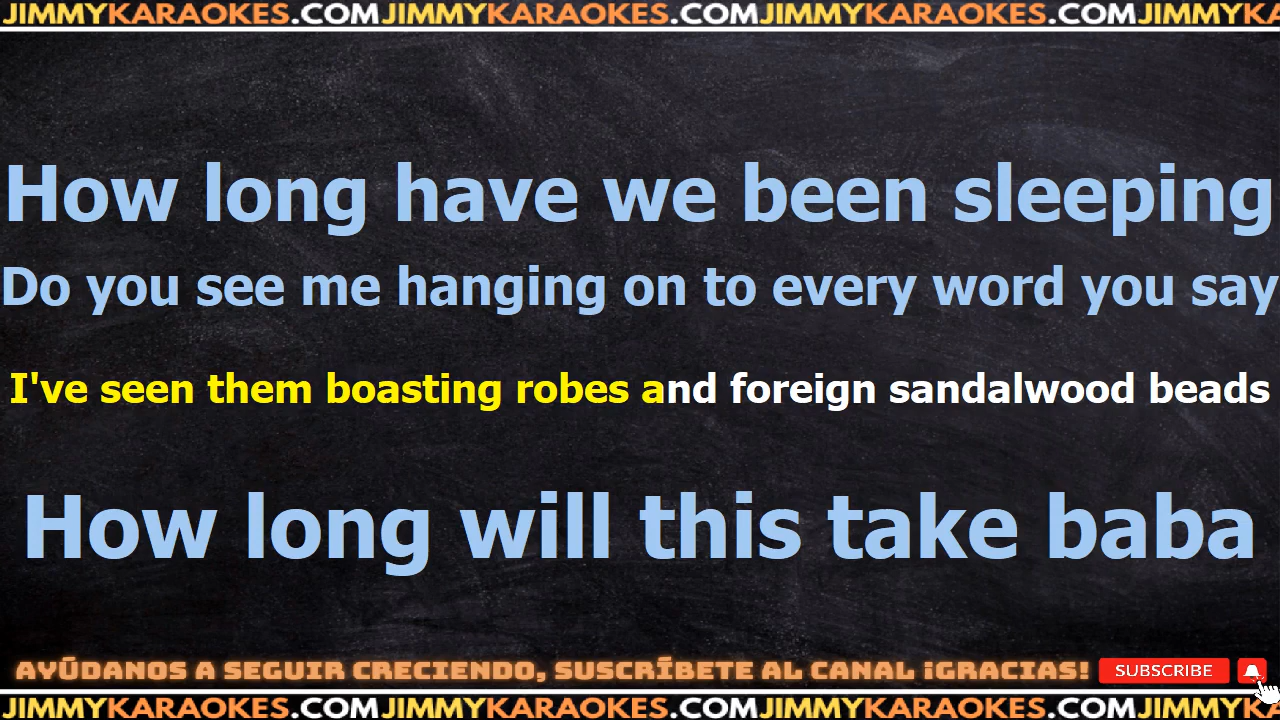 JIMMYKARAOKES.COMJIMMYKARAOKES.COMJIMMYKARAOKES.COMJIMMYKA
How long have we been sleeping
Do you see me hanging on to every word you say
I've seen them boasting robes and foreign sandalwood beads
How long will this take baba
AYÚDANOS A SEGUIR CRECIENDO, SUSCRÍBETE AL CANAL ¡GRACIAS! SUBSCRIBE
JIMMYKARAOKES.COMJIMMYKARAOKES.COMJIMMYKARAOKES.COMJIMMYKA